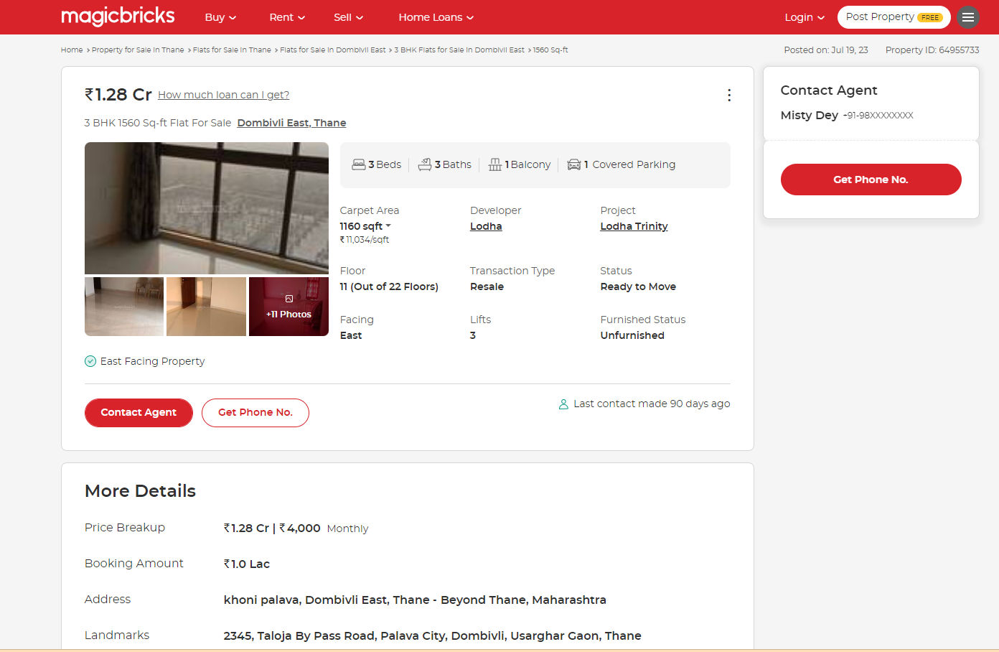 magicbricks
Buy
Rent
Sell
Home Loans
Login
Post Property FREE
Home > Property for Sale in Thane > Flats for Sale in Thane > Flats for Sale in Dombivli East > 3 BHK Flats for Sale in Dombivli East > 1560 Sq-ft
Posted on: Jul 19, 23 Property ID: 64955733
₹1.28 Cr How much loan can I get?
3 BHK 1560 Sq-ft Flat For Sale Dombivli East, Thane
3 Beds
3 Baths
1 Balcony
1 Covered Parking
Carpet Area
1160 sqft
₹11,034/sqft
Developer
Lodha
Project
Lodha Trinity
Floor
11 (Out of 22 Floors)
Transaction Type
Resale
Status
Ready to Move
Facing
East
Lifts
3
Furnished Status
Unfurnished
+11 Photos
East Facing Property
Contact Agent
Get Phone No.
Last contact made 90 days ago
Contact Agent
Misty Dey +91-98XXXXXXXX
Get Phone No.
More Details
Price Breakup ₹1.28 Cr | ₹4,000 Monthly
Booking Amount ₹1.0 Lac
Address khoni palava, Dombivli East, Thane - Beyond Thane, Maharashtra
Landmarks 2345, Taloja By Pass Road, Palava City, Dombivli, Usarghar Gaon, Thane